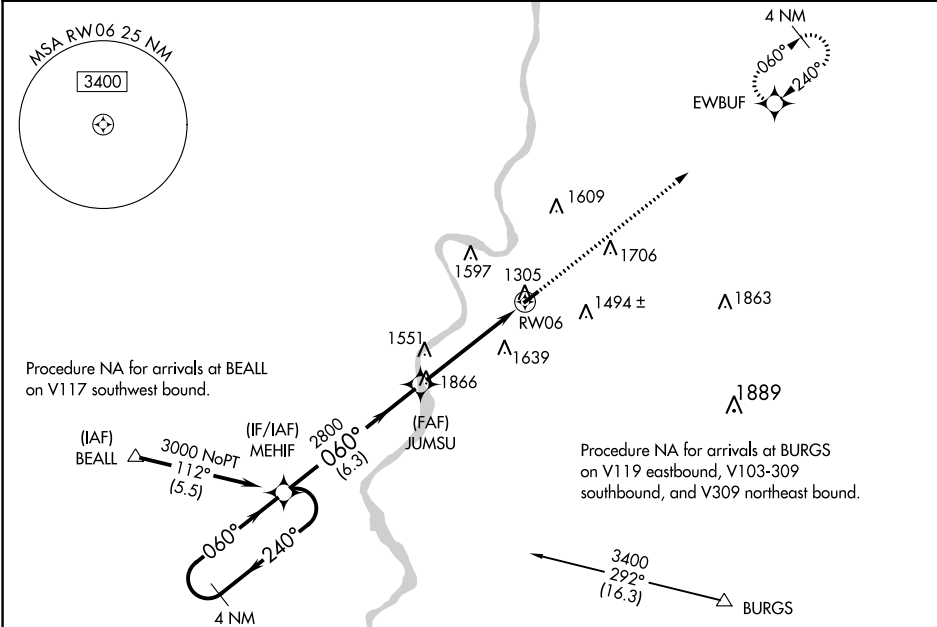 MSA RW06 25 NM
3400
4 NM
060°
240°
EWBUF
1609
1597
1706
1305
RW06
1494 ±
1863
1551
1639
1866
1889
Procedure NA for arrivals at BEALL
on V117 southwest bound.
(FAF)
JUMSU
(IF/IAF)
MEHIF
2800
060°
(6.3)
(IAF)
BEALL
3000 NoPT
112°
(5.5)
Procedure NA for arrivals at BURGS
on V119 eastbound, V103-309
southbound, and V309 northeast bound.
060°
240°
4 NM
3400
292°
(16.3)
BURGS